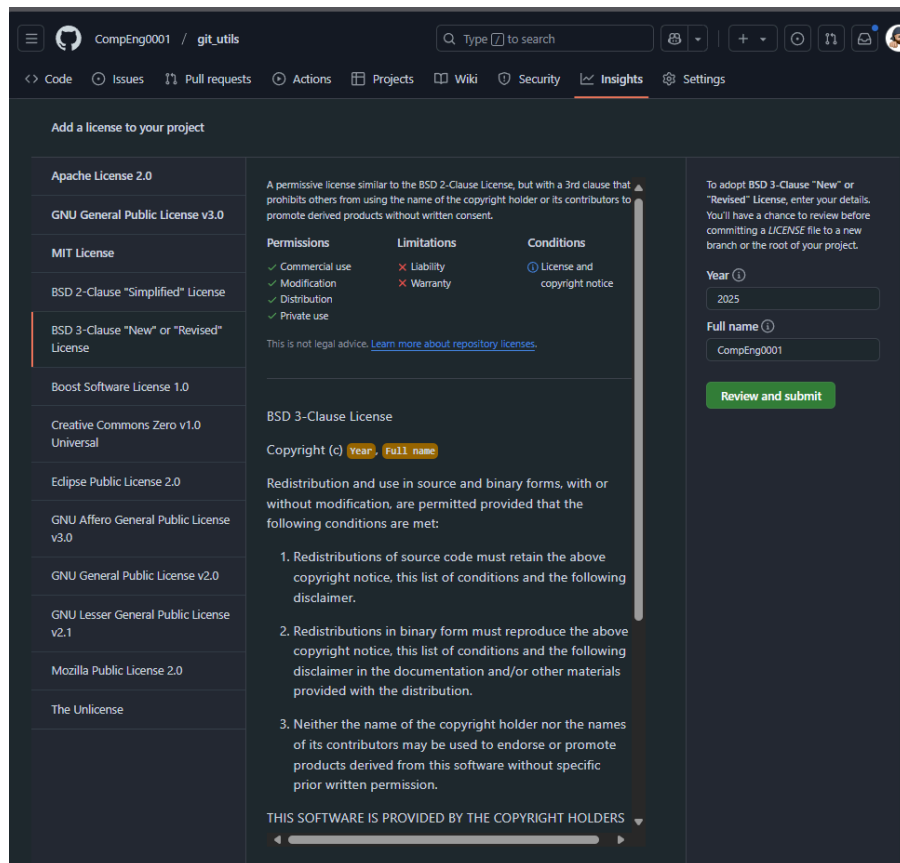 CompEng0001 / git_utils
Type / to search
Code
Issues
Pull requests
Actions
Projects
Wiki
Security
Insights
Settings
Add a license to your project
Apache License 2.0
GNU General Public License v3.0
MIT License
BSD 2-Clause "Simplified" License
BSD 3-Clause "New" or "Revised"
License
Boost Software License 1.0
Creative Commons Zero v1.0
Universal
Eclipse Public License 2.0
GNU Affero General Public License
v3.0
GNU General Public License v2.0
GNU Lesser General Public License
v2.1
Mozilla Public License 2.0
The Unlicense
A permissive license similar to the BSD 2-Clause License, but with a 3rd clause that
prohibits others from using the name of the copyright holder or its contributors to
promote derived products without written consent.
Permissions
Commercial use
Modification
Distribution
Private use
Limitations
Liability
Warranty
Conditions
License and
copyright notice
This is not legal advice. Learn more about repository licenses.
BSD 3-Clause License
Copyright (c) Year, Full name
Redistribution and use in source and binary forms, with or
without modification, are permitted provided that the
following conditions are met:
1. Redistributions of source code must retain the above
copyright notice, this list of conditions and the following
disclaimer.
2. Redistributions in binary form must reproduce the above
copyright notice, this list of conditions and the following
disclaimer in the documentation and/or other materials
provided with the distribution.
3. Neither the name of the copyright holder nor the names
of its contributors may be used to endorse or promote
products derived from this software without specific
prior written permission.
THIS SOFTWARE IS PROVIDED BY THE COPYRIGHT HOLDERS
To adopt BSD 3-Clause "New" or
"Revised" License, enter your details.
You'll have a chance to review before
committing a LICENSE file to a new
branch or the root of your project.
Year
2025
Full name
CompEng0001
Review and submit